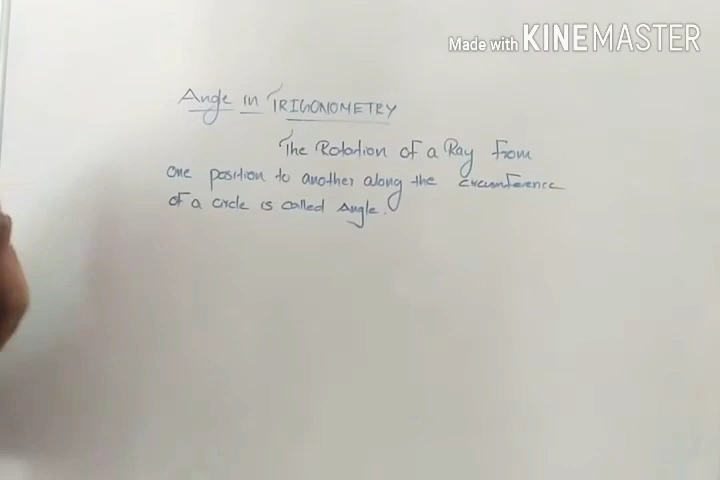 Made with KINEMASTER
Angle in TRIGONOMETRY
The Rotation of a Ray from
one position to another along the circumference
of a circle is called Angle.